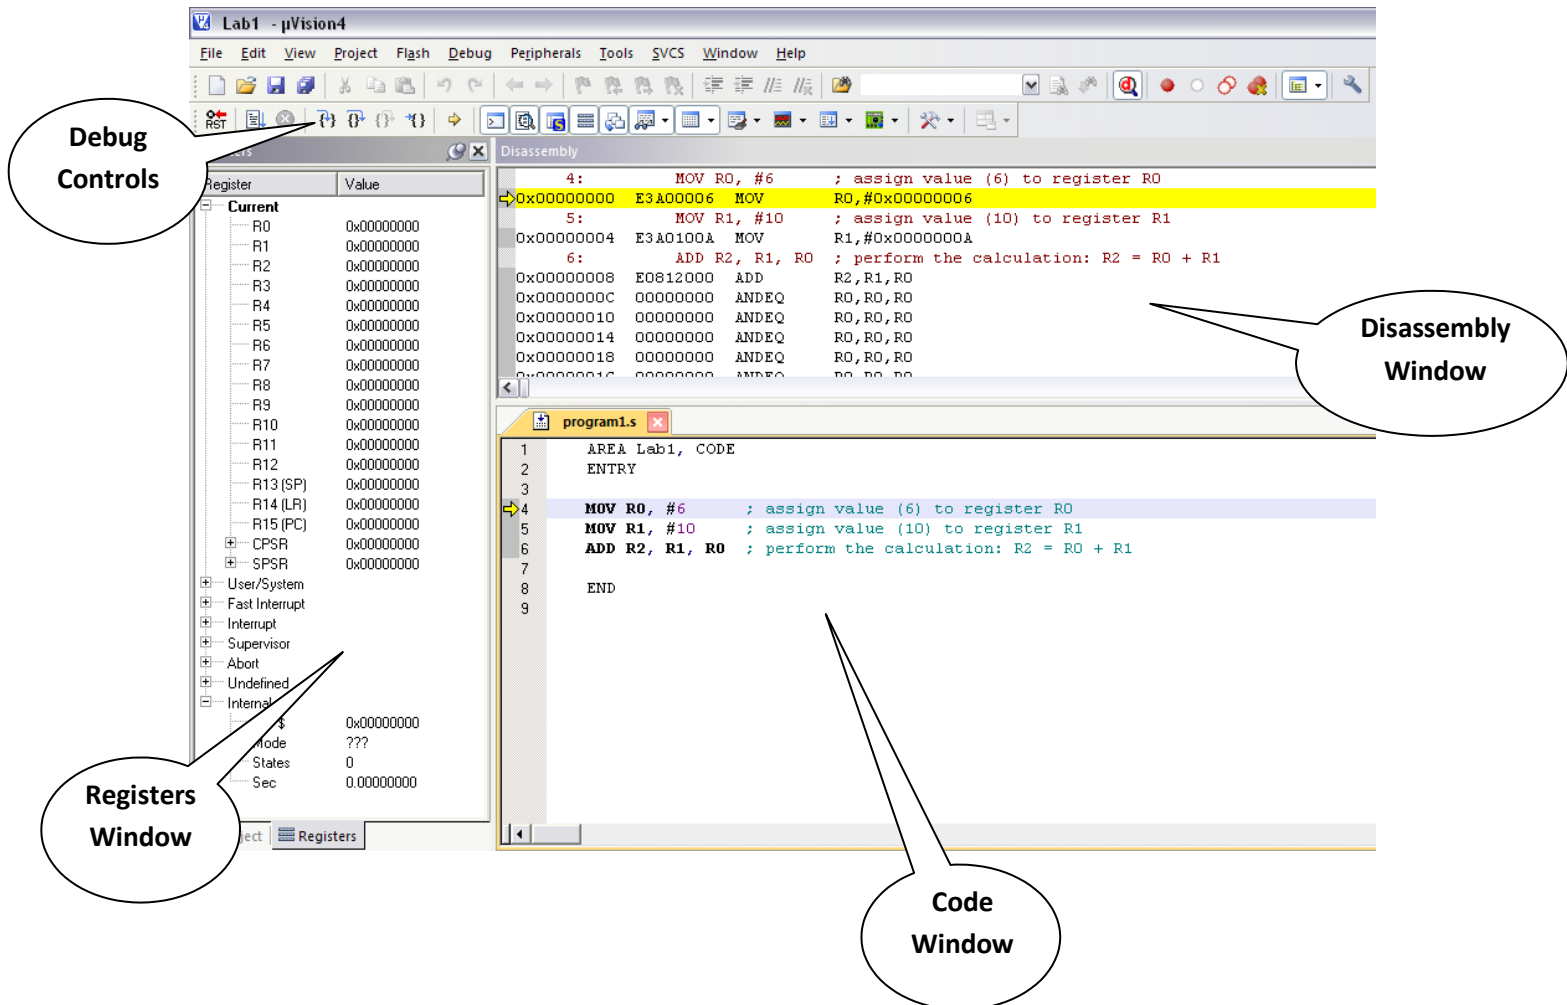 Lab1 - µVision4
File Edit View Project Flash Debug Peripherals Tools SVCS Window Help
RST
Debug
Controls
Disassembly
Register Value
Current
R0 0x00000000
R1 0x00000000
R2 0x00000000
R3 0x00000000
R4 0x00000000
R5 0x00000000
R6 0x00000000
R7 0x00000000
R8 0x00000000
R9 0x00000000
R10 0x00000000
R11 0x00000000
R12 0x00000000
R13 (SP) 0x00000000
R14 (LR) 0x00000000
R15 (PC) 0x00000000
CPSR 0x00000000
SPSR 0x00000000
User/System
Fast Interrupt
Interrupt
Supervisor
Abort
Undefined
Internal
$ 0x00000000
Mode ???
States 0
Sec 0.00000000
Registers
Registers
Window
4: MOV R0, #6 ; assign value (6) to register R0
0x00000000 E3A00006 MOV R0,#0x00000006
5: MOV R1, #10 ; assign value (10) to register R1
0x00000004 E3A0100A MOV R1,#0x0000000A
6: ADD R2, R1, R0 ; perform the calculation: R2 = R0 + R1
0x00000008 E0812000 ADD R2,R1,R0
0x0000000C 00000000 ANDEQ R0,R0,R0
0x00000010 00000000 ANDEQ R0,R0,R0
0x00000014 00000000 ANDEQ R0,R0,R0
0x00000018 00000000 ANDEQ R0,R0,R0
0x0000001C 00000000 ANDEQ R0,R0,R0
Disassembly
Window
program1.s
1 AREA Lab1, CODE
2 ENTRY
3
4 MOV R0, #6 ; assign value (6) to register R0
5 MOV R1, #10 ; assign value (10) to register R1
6 ADD R2, R1, R0 ; perform the calculation: R2 = R0 + R1
7
8 END
9
Code
Window